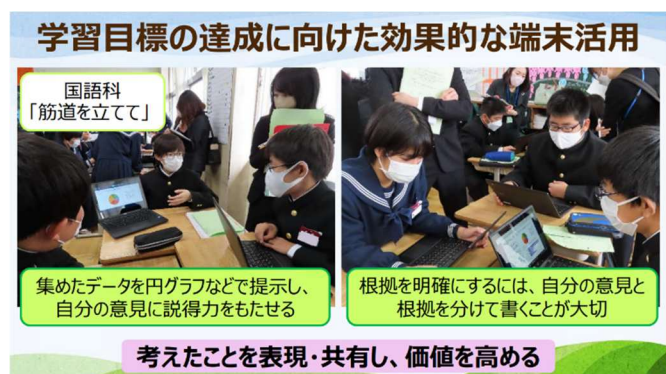 学習目標の達成に向けた効果的な端末活用
国語科
「筋道を立てて」
集めたデータを円グラフなどで提示し、
自分の意見に説得力をもたせる
根拠を明確にするには、自分の意見と
根拠を分けて書くことが大切
考えたことを表現・共有し、価値を高める